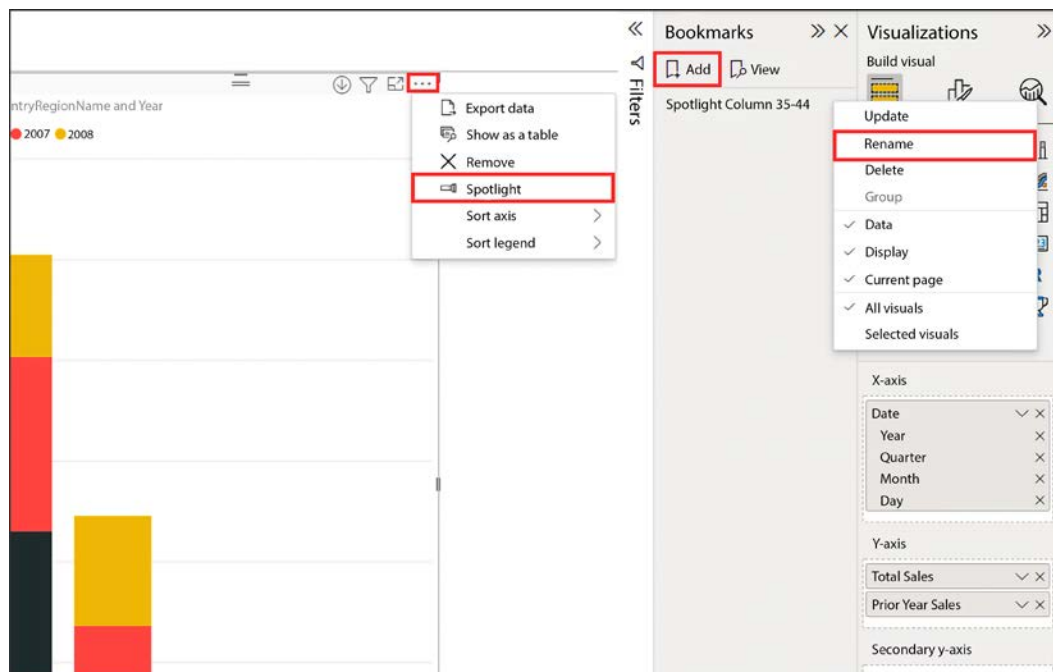 ntryRegionName and Year
2007 2008
Export data
Show as a table
Remove
Spotlight
Sort axis
Sort legend
Filters
Bookmarks
Add View
Spotlight Column 35-44
Update
Rename
Delete
Group
Data
Display
Current page
All visuals
Selected visuals
Visualizations
Build visual
X-axis
Date
Year
Quarter
Month
Day
Y-axis
Total Sales
Prior Year Sales
Secondary y-axis